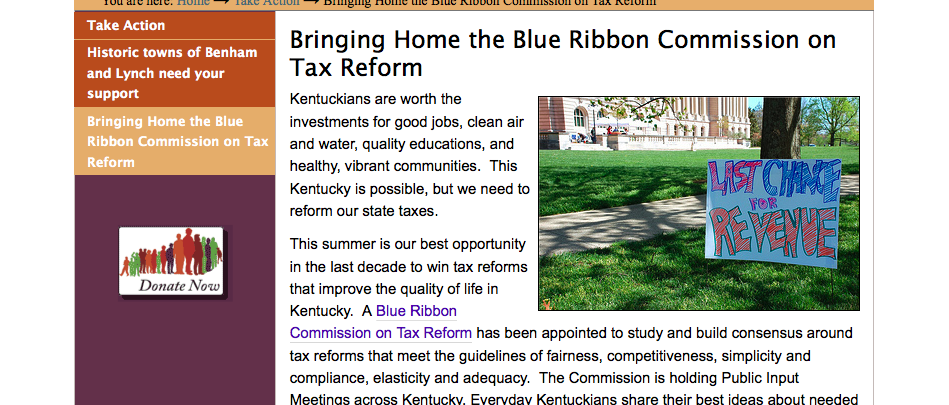 You are here: Home → Take Action → Bringing Home the Blue Ribbon Commission on Tax Reform
Take Action
Historic towns of Benham
and Lynch need your
support
Bringing Home the Blue
Ribbon Commission on Tax
Reform
Donate Now
Bringing Home the Blue Ribbon Commission on
Tax Reform
Kentuckians are worth the
investments for good jobs, clean air
and water, quality educations, and
healthy, vibrant communities.  This
Kentucky is possible, but we need to
reform our state taxes.
LAST CHANCE
FOR
REVENUE
This summer is our best opportunity
in the last decade to win tax reforms
that improve the quality of life in
Kentucky.  A Blue Ribbon
Commission on Tax Reform has been appointed to study and build consensus around
tax reforms that meet the guidelines of fairness, competitiveness, simplicity and
compliance, elasticity and adequacy.  The Commission is holding Public Input
Meetings across Kentucky. Everyday Kentuckians share their best ideas about needed